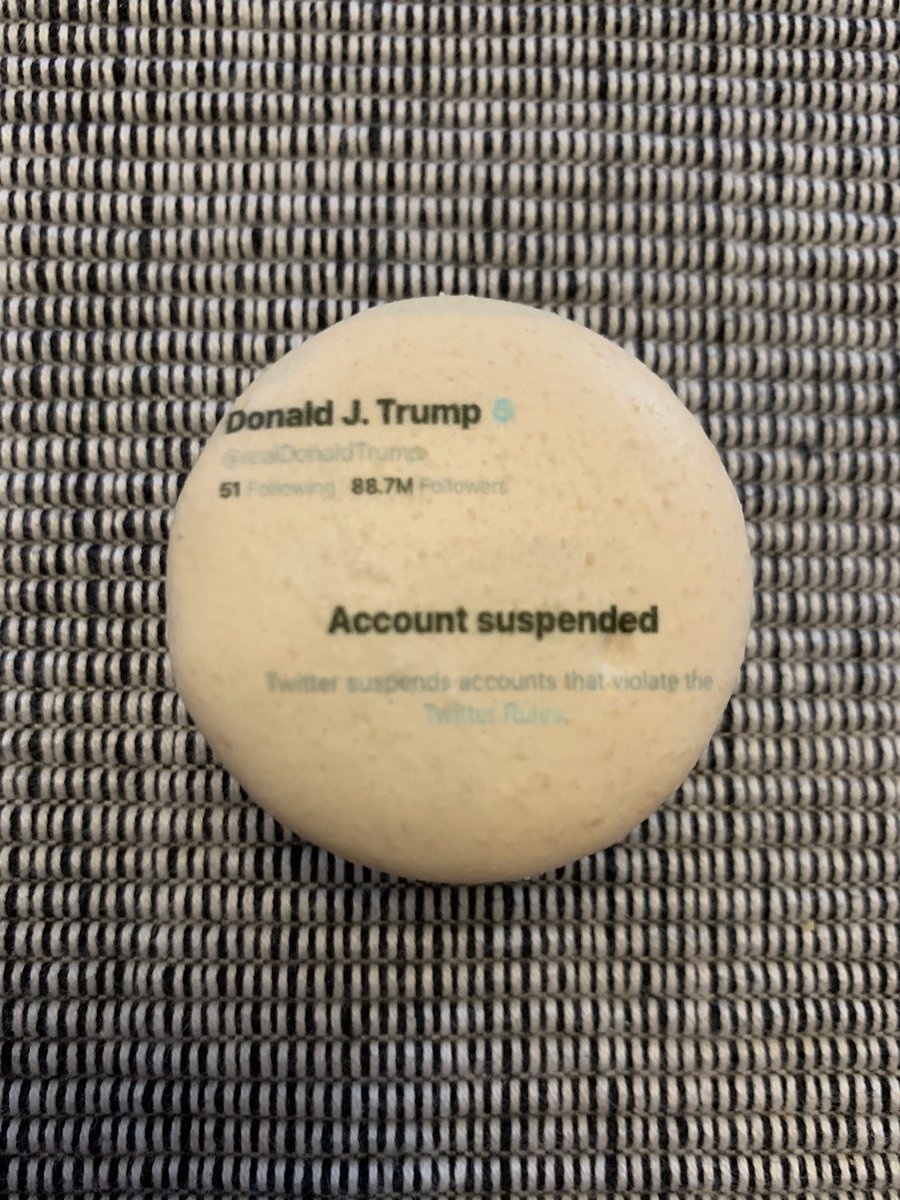 Donald J. Trump
@realDonaldTrump
51 Following 88.7M Followers
Account suspended
Twitter suspends accounts that violate the
Twitter Rules.